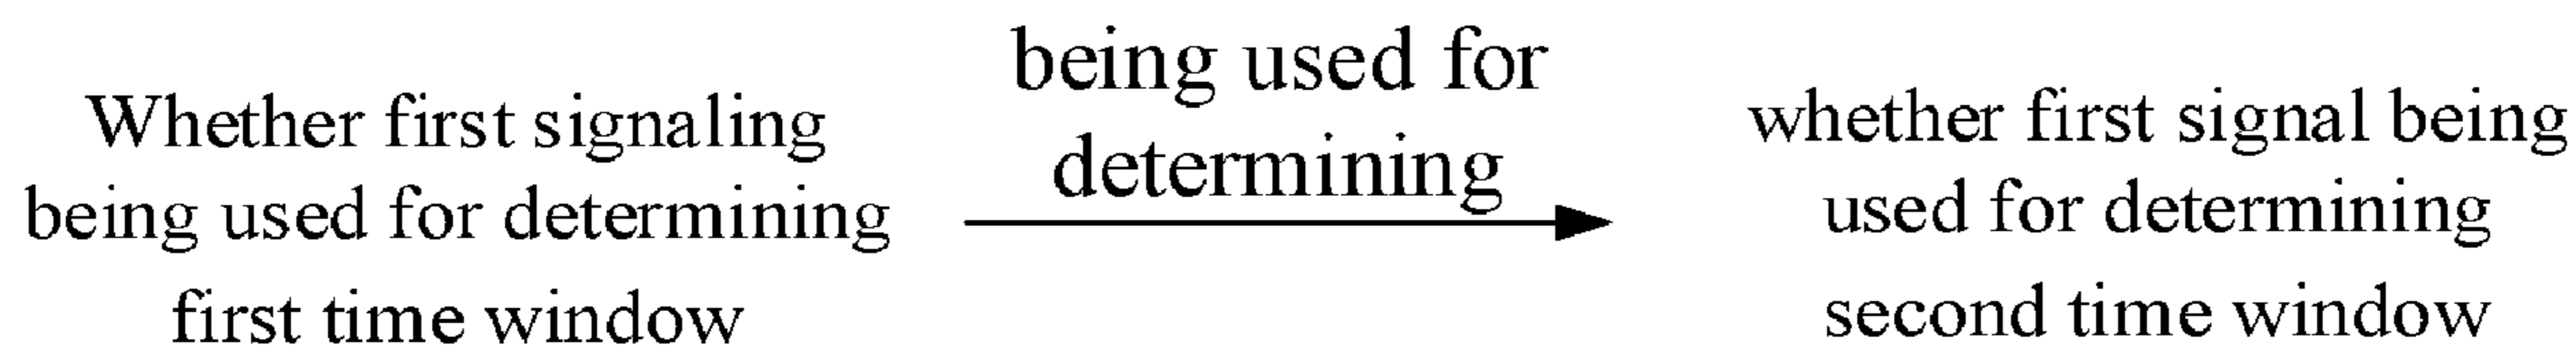 Whether first signaling
being used for determining
first time window
being used for
determining
whether first signal being
used for determining
second time window